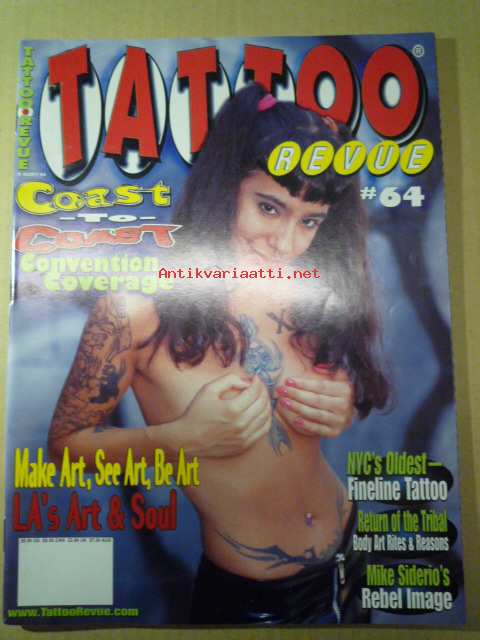 TATTOO REVUE
TATTOO®
REVUE
#64
Coast
-To-
Coast
Convention
Coverage
Antikvariaatti.net
Make Art, See Art, Be Art
LA's Art & Soul
NYC's Oldest—
Fineline Tattoo
Return of the Tribal
Body Art Rites & Reasons
Mike Siderio's
Rebel Image
www.TattooRevue.com